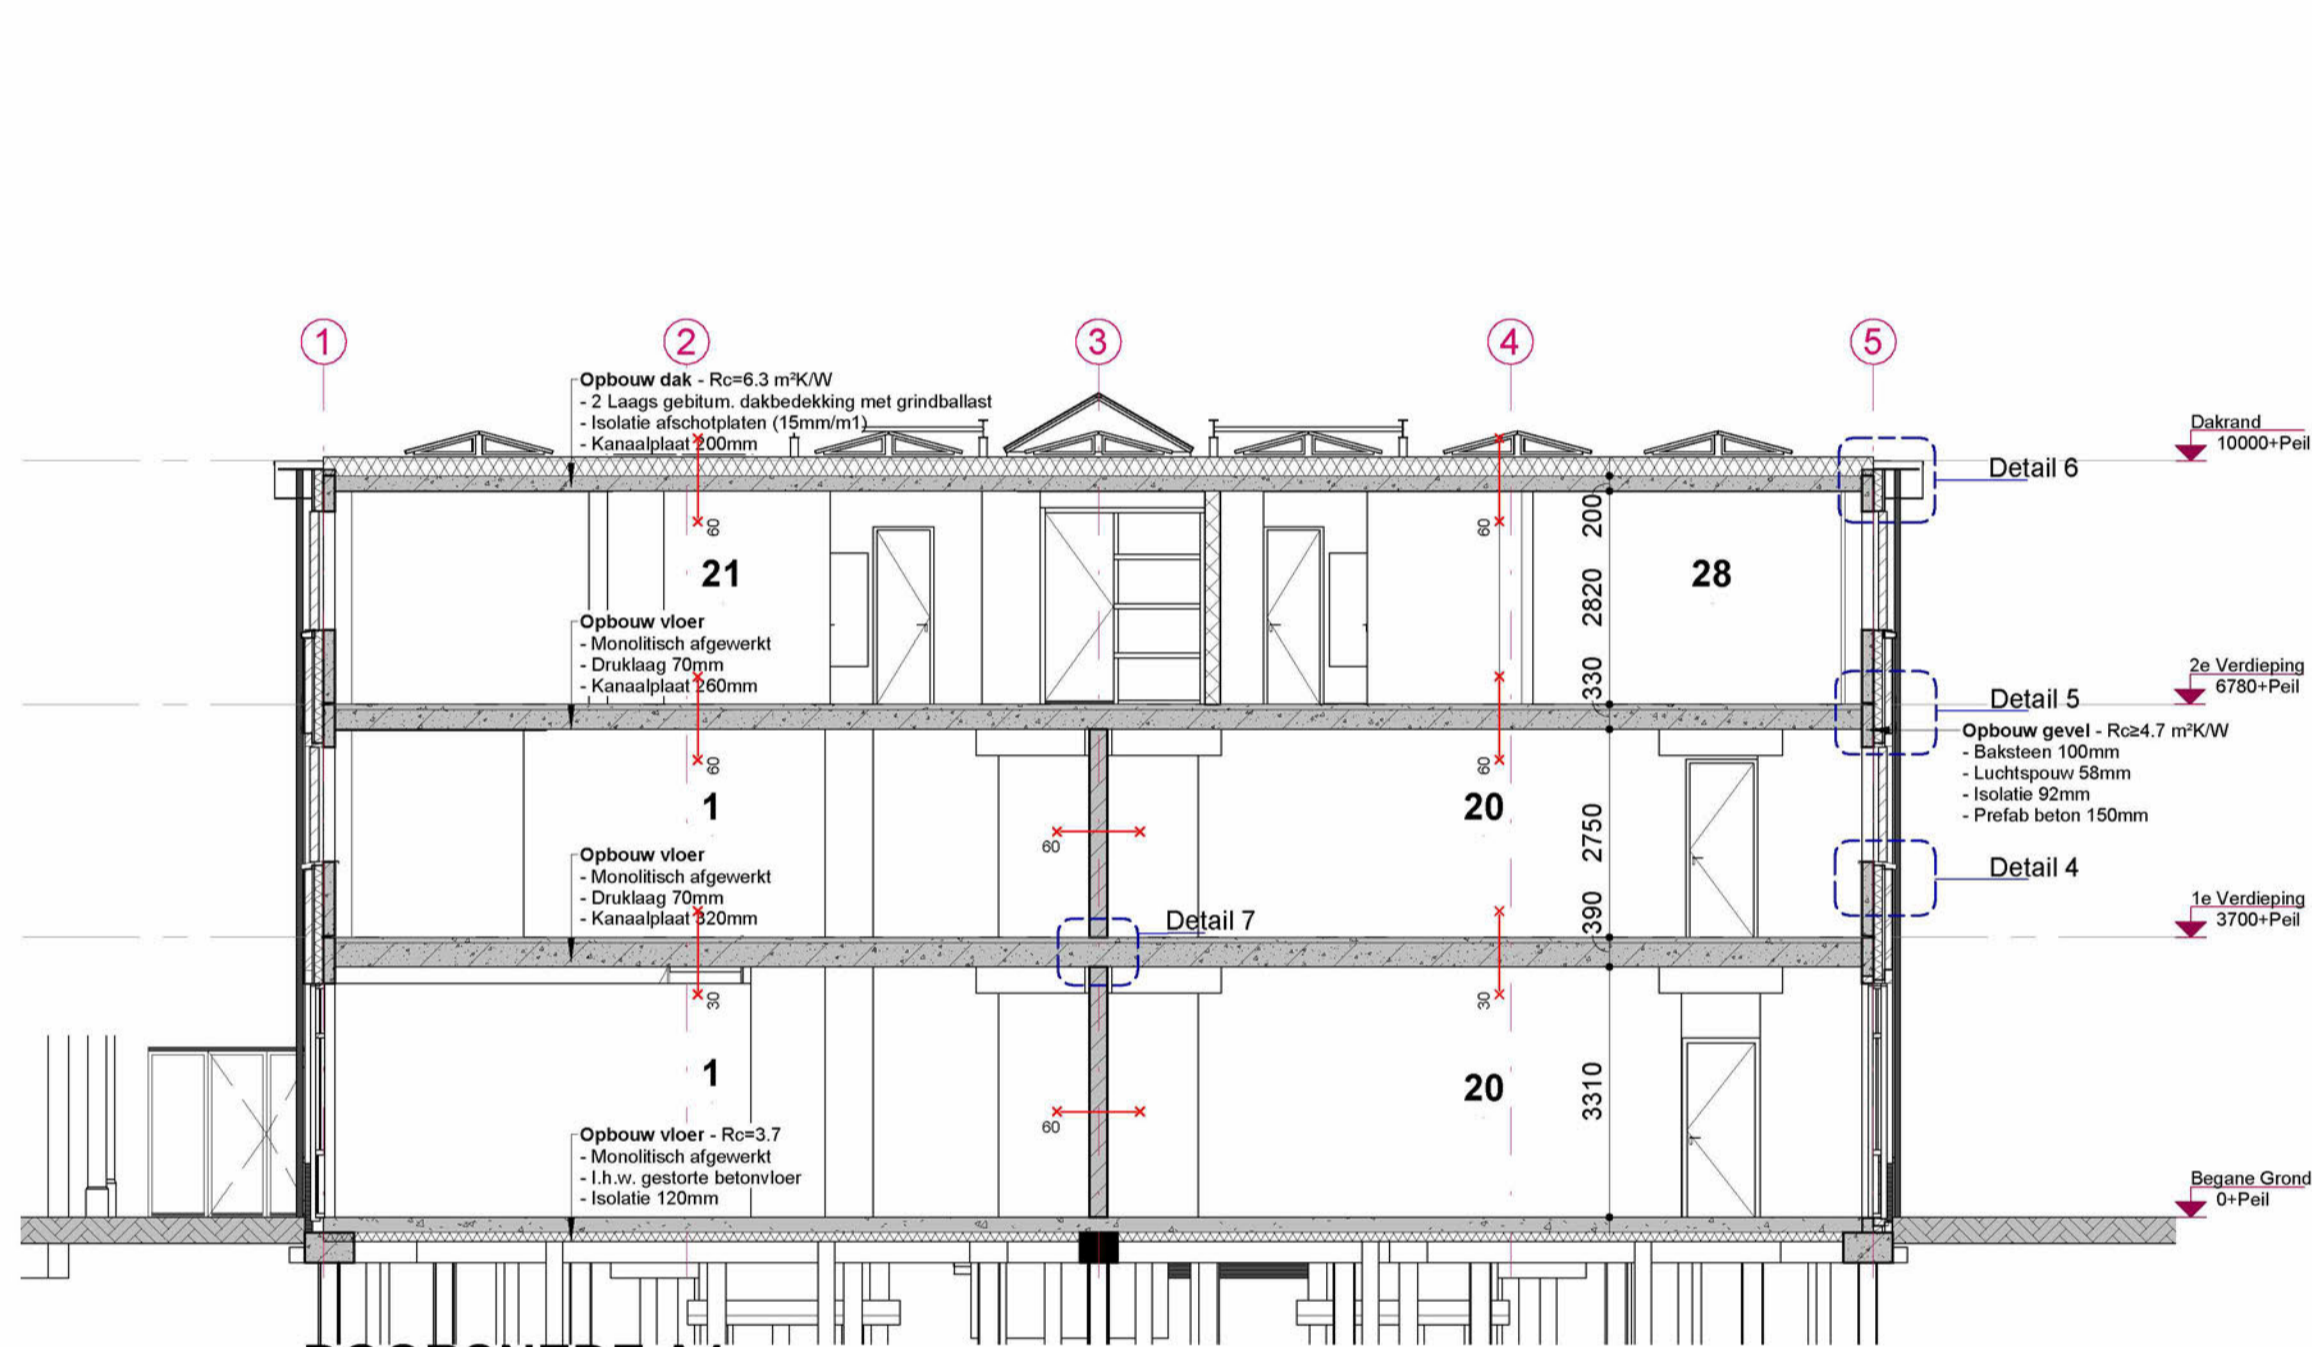 1
2
3
4
5
Opbouw dak - Rc=6.3 m²K/W
- 2 Laags gebitum. dakbedekking met grindballast
- Isolatie afschotplaten (15mm/m1)
- Kanaalplaat 200mm
Dakrand
10000+Peil
Detail 6
60
60
200
21
28
2820
Opbouw vloer
- Monolitisch afgewerkt
- Druklaag 70mm
- Kanaalplaat 260mm
330
2e Verdieping
6780+Peil
Detail 5
Opbouw gevel - Rc≥4.7 m²K/W
- Baksteen 100mm
- Luchtspouw 58mm
- Isolatie 92mm
- Prefab beton 150mm
60
60
1
20
2750
60
Opbouw vloer
- Monolitisch afgewerkt
- Druklaag 70mm
- Kanaalplaat 320mm
Detail 7
390
Detail 4
1e Verdieping
3700+Peil
30
30
1
20
3310
60
Opbouw vloer - Rc=3.7
- Monolitisch afgewerkt
- I.h.w. gestorte betonvloer
- Isolatie 120mm
Begane Grond
0+Peil